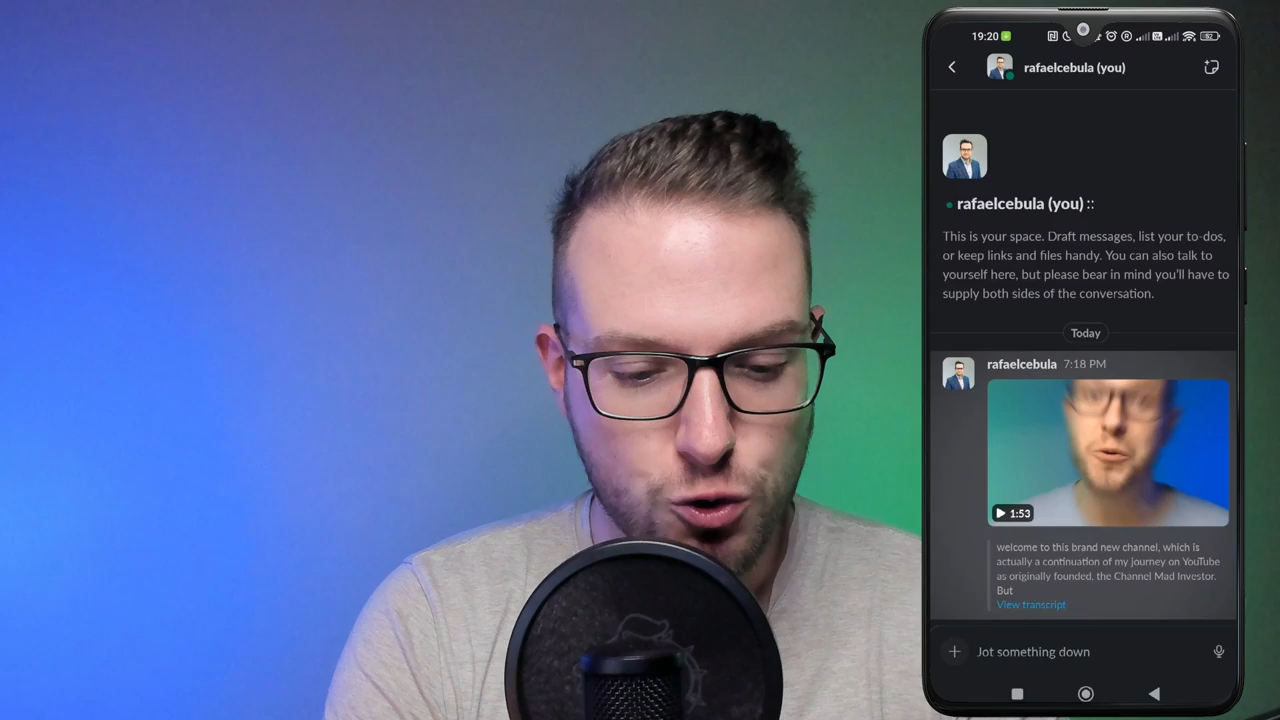 19:20
52
rafaelcebula (you)
rafaelcebula (you) ::
This is your space. Draft messages, list your to-dos,
or keep links and files handy. You can also talk to
yourself here, but please bear in mind you'll have to
supply both sides of the conversation.
Today
rafaelcebula 7:18 PM
1:53
welcome to this brand new channel, which is
actually a continuation of my journey on YouTube
as originally founded, the Channel Mad Investor.
But
View transcript
Jot something down